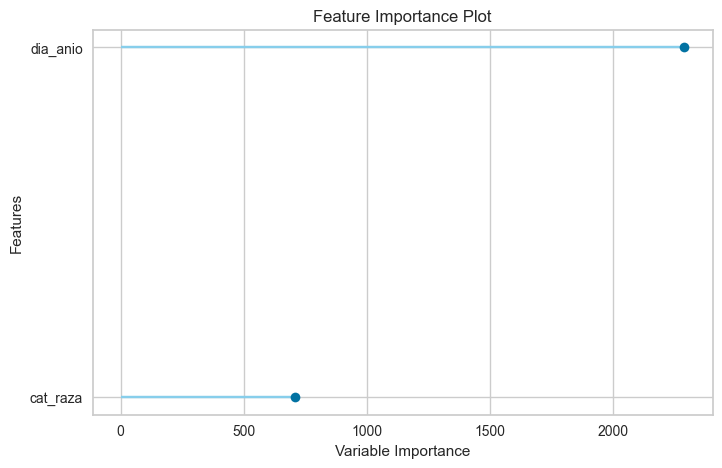 Feature Importance Plot
dia_anio
Features
cat_raza
0 500 1000 1500 2000
Variable Importance